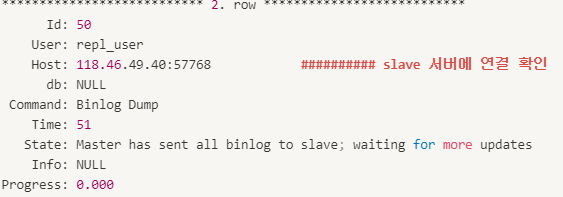 *************************** 2. row ***************************
Id: 50
User: repl_user
Host: 118.46.49.40:57768 ########## slave 서버에 연결 확인
db: NULL
Command: Binlog Dump
Time: 51
State: Master has sent all binlog to slave; waiting for more updates
Info: NULL
Progress: 0.000